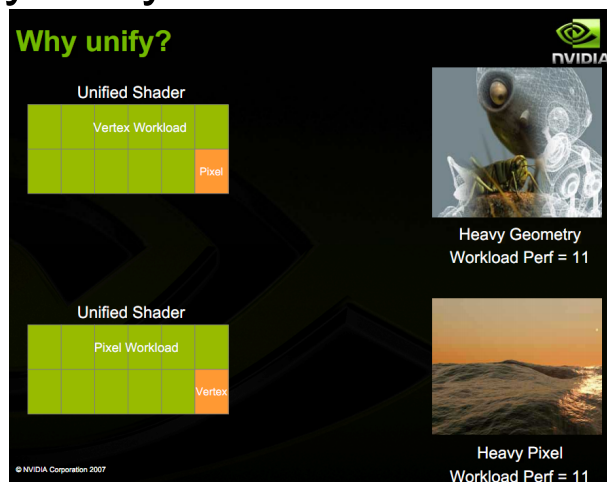 Why unify?
NVIDIA
Unified Shader
Vertex Workload
Pixel
Heavy Geometry
Workload Perf = 11
Unified Shader
Pixel Workload
Vertex
Heavy Pixel
Workload Perf = 11
© NVIDIA Corporation 2007